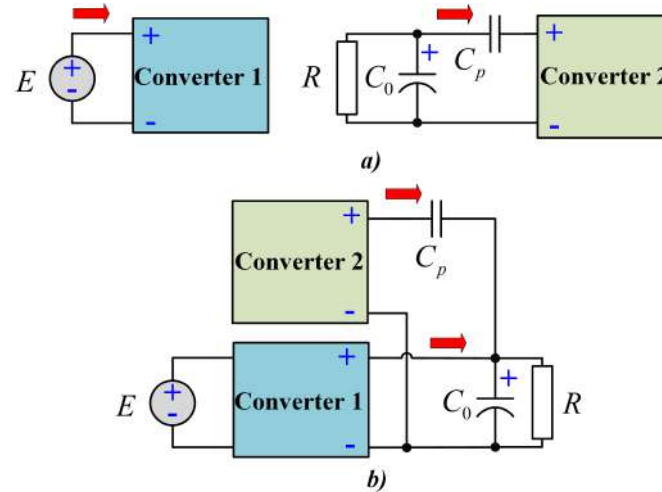 +
E + - Converter 1 -
R + C₀ Cₚ + Converter 2 -
a)
+
Converter 2 Cₚ
-
+
E + - Converter 1 + C₀ R
-
b)